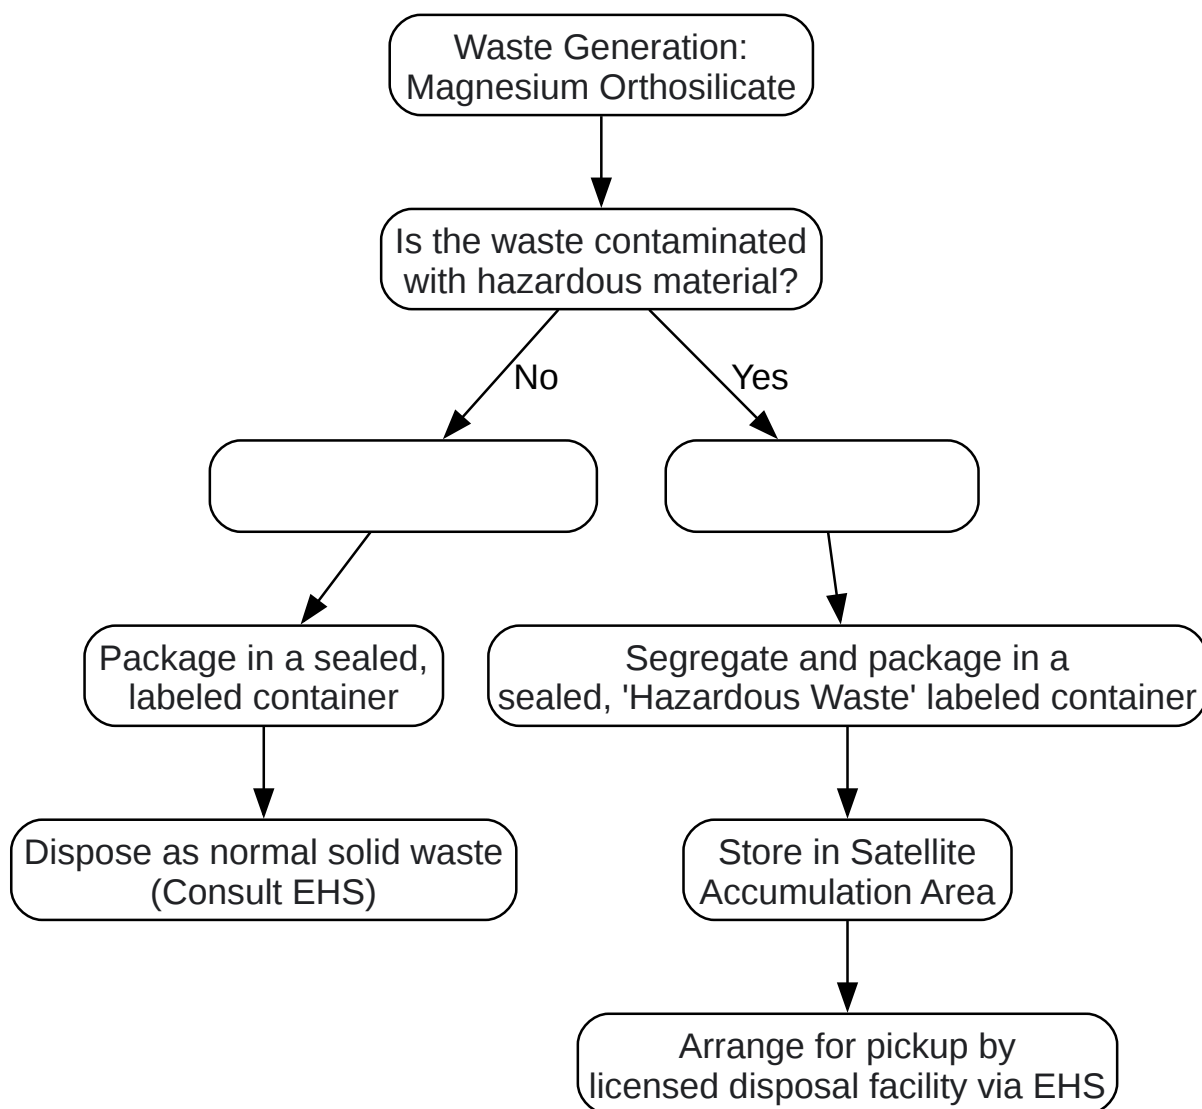 Waste Generation:
Magnesium Orthosilicate
Is the waste contaminated
with hazardous material?
No
Yes
Package in a sealed,
labeled container
Segregate and package in a
sealed, 'Hazardous Waste' labeled container
Dispose as normal solid waste
(Consult EHS)
Store in Satellite
Accumulation Area
Arrange for pickup by
licensed disposal facility via EHS